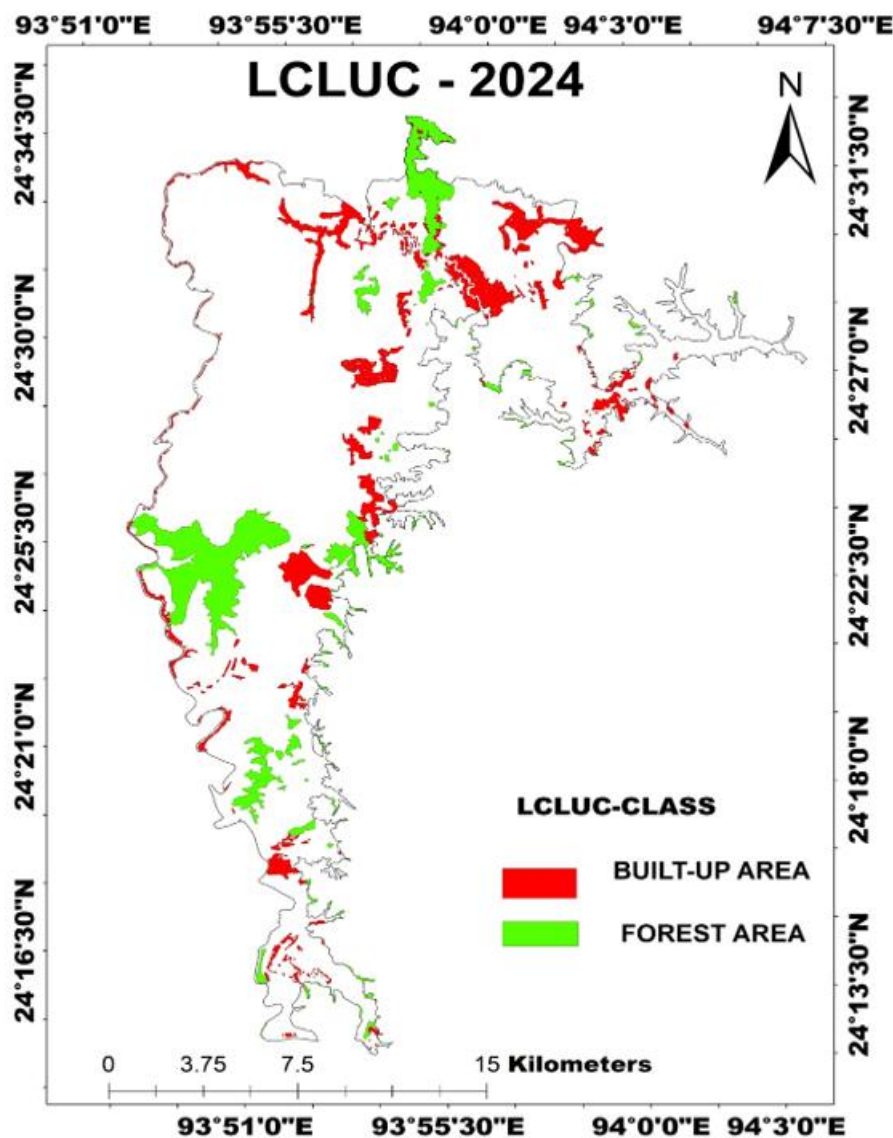 93°51'0"E 93°55'30"E 94°0'0"E 94°3'0"E 94°7'30"E
LCLUC - 2024
N
24°34'30"N
24°31'30"N
24°30'0"N
24°27'0"N
24°25'30"N
24°22'30"N
24°21'0"N
24°18'0"N
LCLUC-CLASS
BUILT-UP AREA
FOREST AREA
24°16'30"N
24°13'30"N
0 3.75 7.5 15 Kilometers
93°51'0"E 93°55'30"E 94°0'0"E 94°3'0"E